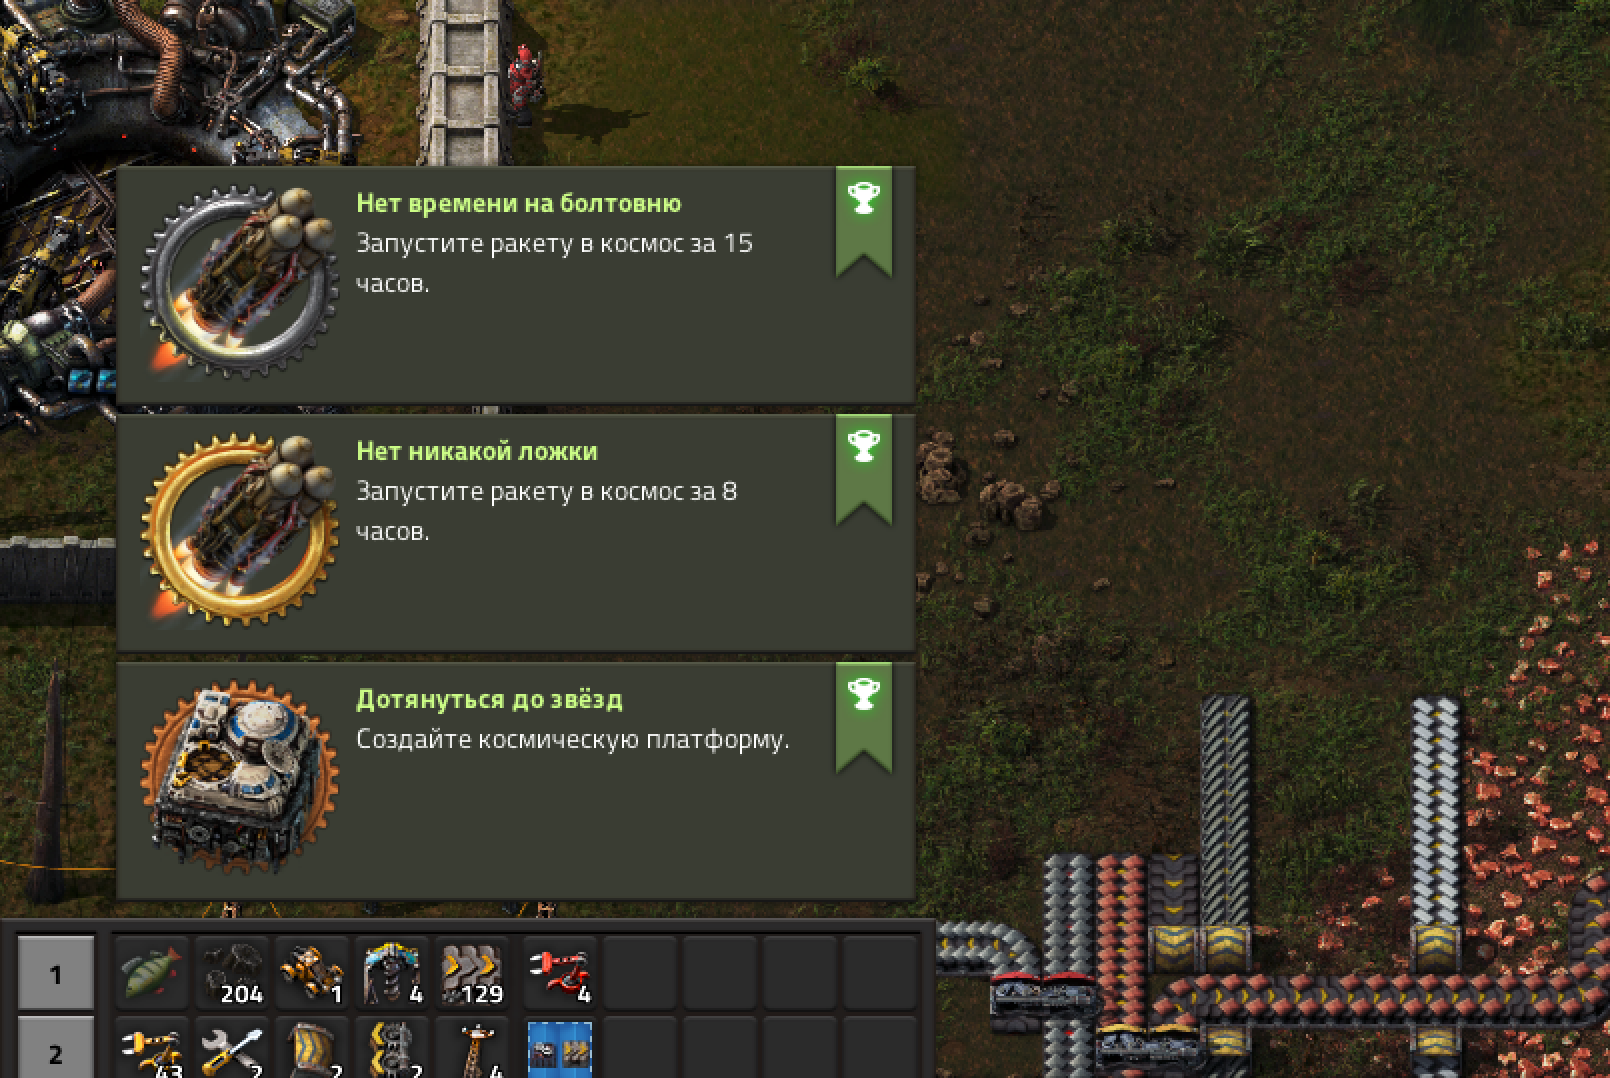 Нет времени на болтовню
Запустите ракету в космос за 15
часов.
Нет никакой ложки
Запустите ракету в космос за 8
часов.
Дотянуться до звёзд
Создайте космическую платформу.
1
204
1
4
129
4
2
43
2
2
2
4